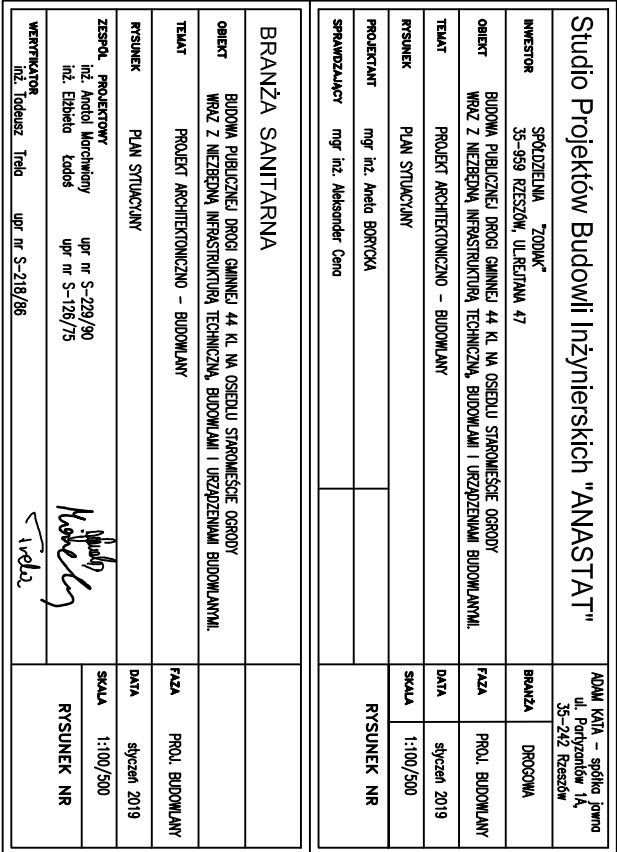 Studio Projektów Budowli Inżynierskich "ANASTAT"
ADAM KATA – spółka jawna
ul. Partyzantów 1A,
35–242 Rzeszów
INWESTOR
SPÓŁDZIELNIA "ZODIAK"
35-959 RZESZÓW, UL.REJTANA 47
BRANŻA DROGOWA
OBIEKT
BUDOWA PUBLICZNEJ DROGI GMINNEJ 44 KL NA OSIEDLU STAROMIEŚCIE OGRODY
WRAZ Z NIEZBĘDNĄ INFRASTRUKTURĄ TECHNICZNĄ, BUDOWLAMI I URZĄDZENIAMI BUDOWLANYMI.
FAZA PROJ. BUDOWLANY
TEMAT PROJEKT ARCHITEKTONICZNO – BUDOWLANY
DATA styczeń 2019
RYSUNEK PLAN SYTUACYJNY
SKALA 1:100/500
PROJEKTANT mgr inż. Aneta BORYCKA
RYSUNEK NR
SPRAWDZAJĄCY mgr inż. Aleksander Cena
BRANŻA SANITARNA
OBIEKT
BUDOWA PUBLICZNEJ DROGI GMINNEJ 44 KL NA OSIEDLU STAROMIEŚCIE OGRODY
WRAZ Z NIEZBĘDNĄ INFRASTRUKTURĄ TECHNICZNĄ, BUDOWLAMI I URZĄDZENIAMI BUDOWLANYMI.
TEMAT PROJEKT ARCHITEKTONICZNO – BUDOWLANY
FAZA PROJ. BUDOWLANY
RYSUNEK PLAN SYTUACYJNY
DATA styczeń 2019
ZESPÓŁ PROJEKTOWY
inż. Anatol Marchwiany upr nr S–229/90
inż. Elżbieta Łodoś upr nr S–126/75
SKALA 1:100/500
WERYFIKATOR
inż. Tadeusz Trela upr nr S–218/86
Trela
RYSUNEK NR